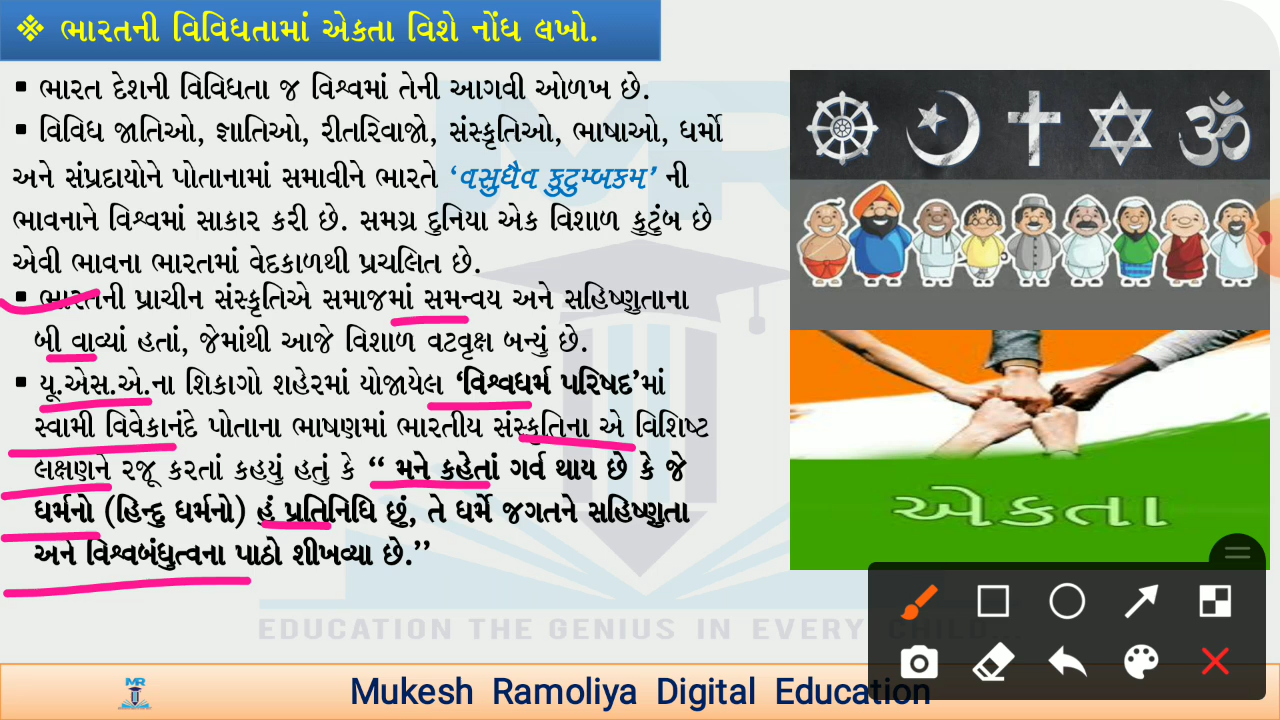 ❖ ભારતની વિવિધતામાં એકતા વિશે નોંધ લખો.
▪ ભારત દેશની વિવિધતા જ વિશ્વમાં તેની આગવી ઓળખ છે.
▪ વિવિધ જાતિઓ, જ્ઞાતિઓ, રીતરિવાજો, સંસ્કૃતિઓ, ભાષાઓ, ધર્મો
અને સંપ્રદાયોને પોતાનામાં સમાવીને ભારતે ‘વસુધૈવ કુટુમ્બકમ’ ની
ભાવનાને વિશ્વમાં સાકાર કરી છે. સમગ્ર દુનિયા એક વિશાળ કુટુંબ છે
એવી ભાવના ભારતમાં વેદકાળથી પ્રચલિત છે.
▪ ભારતની પ્રાચીન સંસ્કૃતિએ સમાજમાં સમન્વય અને સહિષ્ણુતાના
બી વાવ્યાં હતાં, જેમાંથી આજે વિશાળ વટવૃક્ષ બન્યું છે.
▪ યૂ.એસ.એ.ના શિકાગો શહેરમાં યોજાયેલ ‘વિશ્વધર્મ પરિષદ’માં
સ્વામી વિવેકાનંદે પોતાના ભાષણમાં ભારતીય સંસ્કૃતિના એ વિશિષ્ટ
લક્ષણને રજૂ કરતાં કહયું હતું કે “ મને કહેતાં ગર્વ થાય છે કે જે
ધર્મનો (હિન્દુ ધર્મનો) હું પ્રતિનિધિ છું, તે ધર્મે જગતને સહિષ્ણુતા
અને વિશ્વબંધુત્વના પાઠો શીખવ્યા છે.”
એકતા
MR
EDUCATION THE GENIUS IN EVERY CHILD...
MR
Mukesh Ramoliya Digital Education